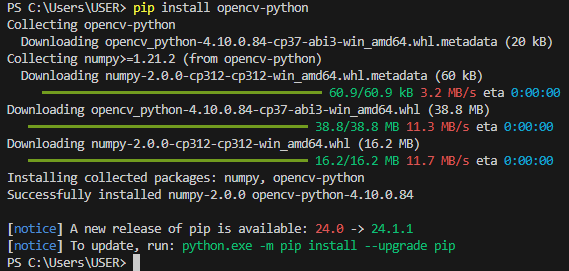 PS C:\Users\USER> pip install opencv-python
Collecting opencv-python
Downloading opencv_python-4.10.0.84-cp37-abi3-win_amd64.whl.metadata (20 kB)
Collecting numpy>=1.21.2 (from opencv-python)
Downloading numpy-2.0.0-cp312-cp312-win_amd64.whl.metadata (60 kB)
60.9/60.9 kB 3.2 MB/s eta 0:00:00
Downloading opencv_python-4.10.0.84-cp37-abi3-win_amd64.whl (38.8 MB)
38.8/38.8 MB 11.3 MB/s eta 0:00:00
Downloading numpy-2.0.0-cp312-cp312-win_amd64.whl (16.2 MB)
16.2/16.2 MB 11.7 MB/s eta 0:00:00
Installing collected packages: numpy, opencv-python
Successfully installed numpy-2.0.0 opencv-python-4.10.0.84
[notice] A new release of pip is available: 24.0 -> 24.1.1
[notice] To update, run: python.exe -m pip install --upgrade pip
PS C:\Users\USER>